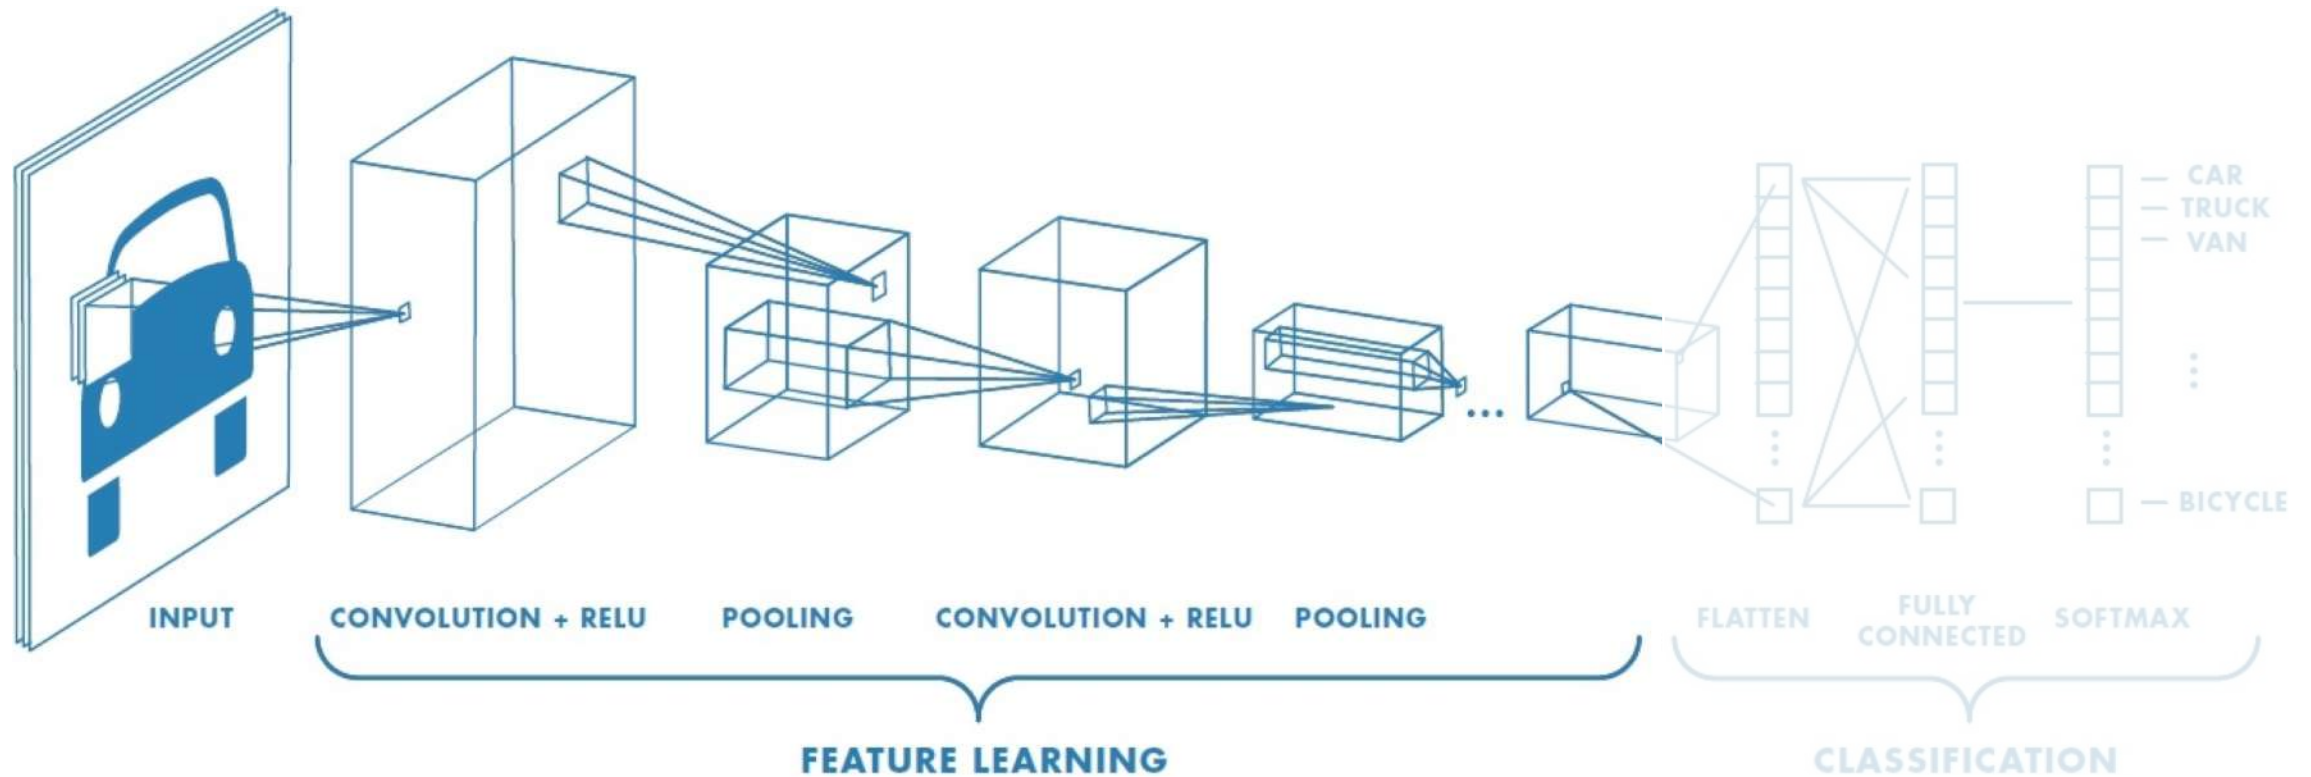 CAR
TRUCK
VAN
BICYCLE
INPUT
CONVOLUTION + RELU
POOLING
CONVOLUTION + RELU
POOLING
FLATTEN
FULLY
CONNECTED
SOFTMAX
FEATURE LEARNING
CLASSIFICATION